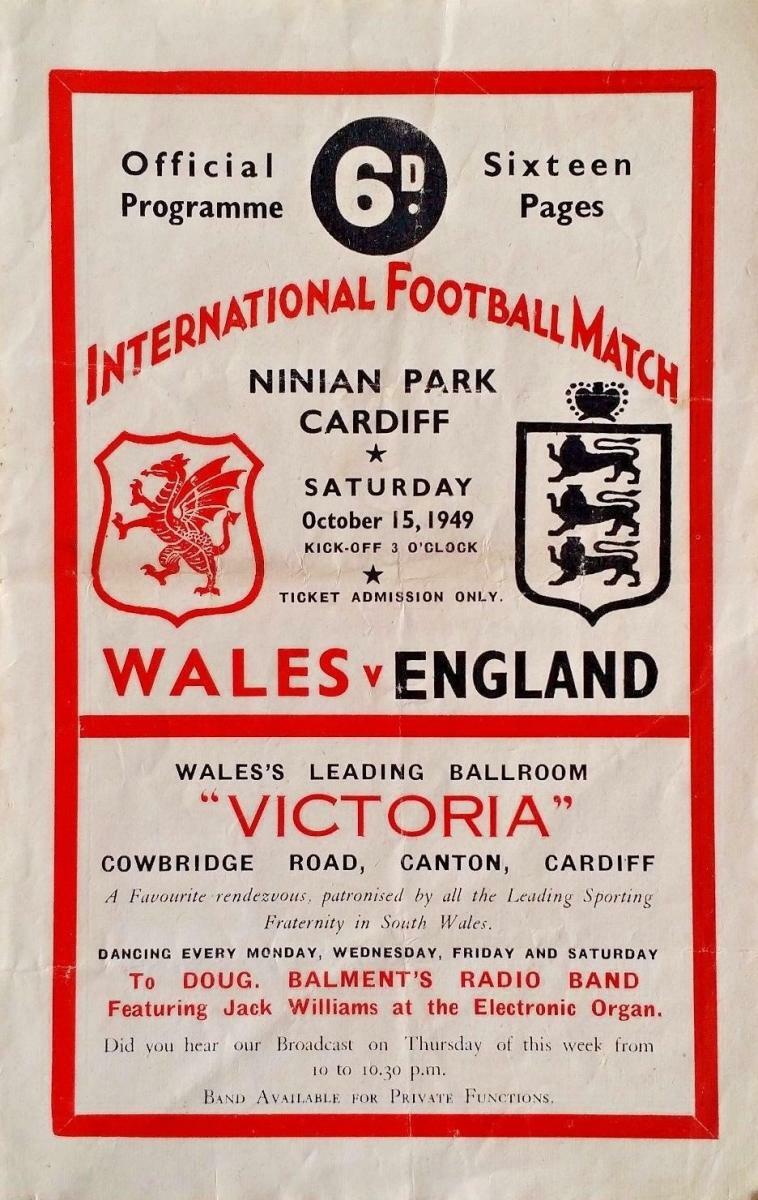 Official 6D. Sixteen
Programme Pages
INTERNATIONAL FOOTBALL MATCH
NINIAN PARK
CARDIFF
SATURDAY
October 15, 1949
KICK-OFF 3 O'CLOCK
TICKET ADMISSION ONLY.
WALES v ENGLAND
WALES'S LEADING BALLROOM
"VICTORIA"
COWBRIDGE ROAD, CANTON, CARDIFF
A Favourite rendezvous, patronised by all the Leading Sporting
Fraternity in South Wales.
DANCING EVERY MONDAY, WEDNESDAY, FRIDAY AND SATURDAY
To DOUG. BALMENT'S RADIO BAND
Featuring Jack Williams at the Electronic Organ.
Did you hear our Broadcast on Thursday of this week from
10 to 10.30 p.m.
BAND AVAILABLE FOR PRIVATE FUNCTIONS.